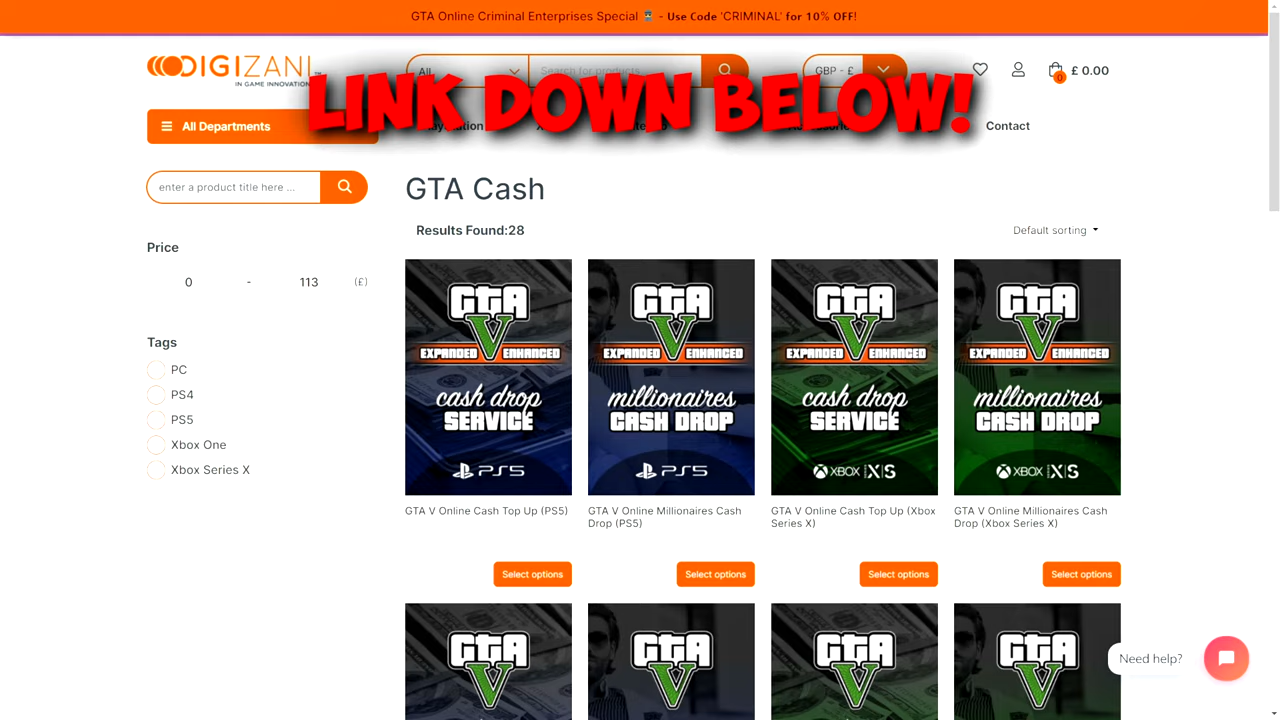 GTA Online Criminal Enterprises Special - Use Code 'CRIMINAL' for 10% OFF!
DIGIZANI
IN GAME INNOVATION
All
Search for products
GBP - £
0
£ 0.00
LINK DOWN BELOW!
All Departments
Contact
enter a product title here ...
GTA Cash
Results Found:28
Default sorting
Price
0 - 113 (£)
Tags
PC
PS4
PS5
Xbox One
Xbox Series X
GTA V
EXPANDED ENHANCED
cash drop
SERVICE
PS5
GTA V
EXPANDED ENHANCED
millionaires
CASH DROP
PS5
GTA V
EXPANDED ENHANCED
cash drop
SERVICE
XBOX SERIES X|S
GTA V
EXPANDED ENHANCED
millionaires
CASH DROP
XBOX SERIES X|S
GTA V Online Cash Top Up (PS5)
GTA V Online Millionaires Cash
Drop (PS5)
GTA V Online Cash Top Up (Xbox
Series X)
GTA V Online Millionaires Cash
Drop (Xbox Series X)
Select options
Select options
Select options
Select options
GTA V
GTA V
GTA V
GTA V
Need help?